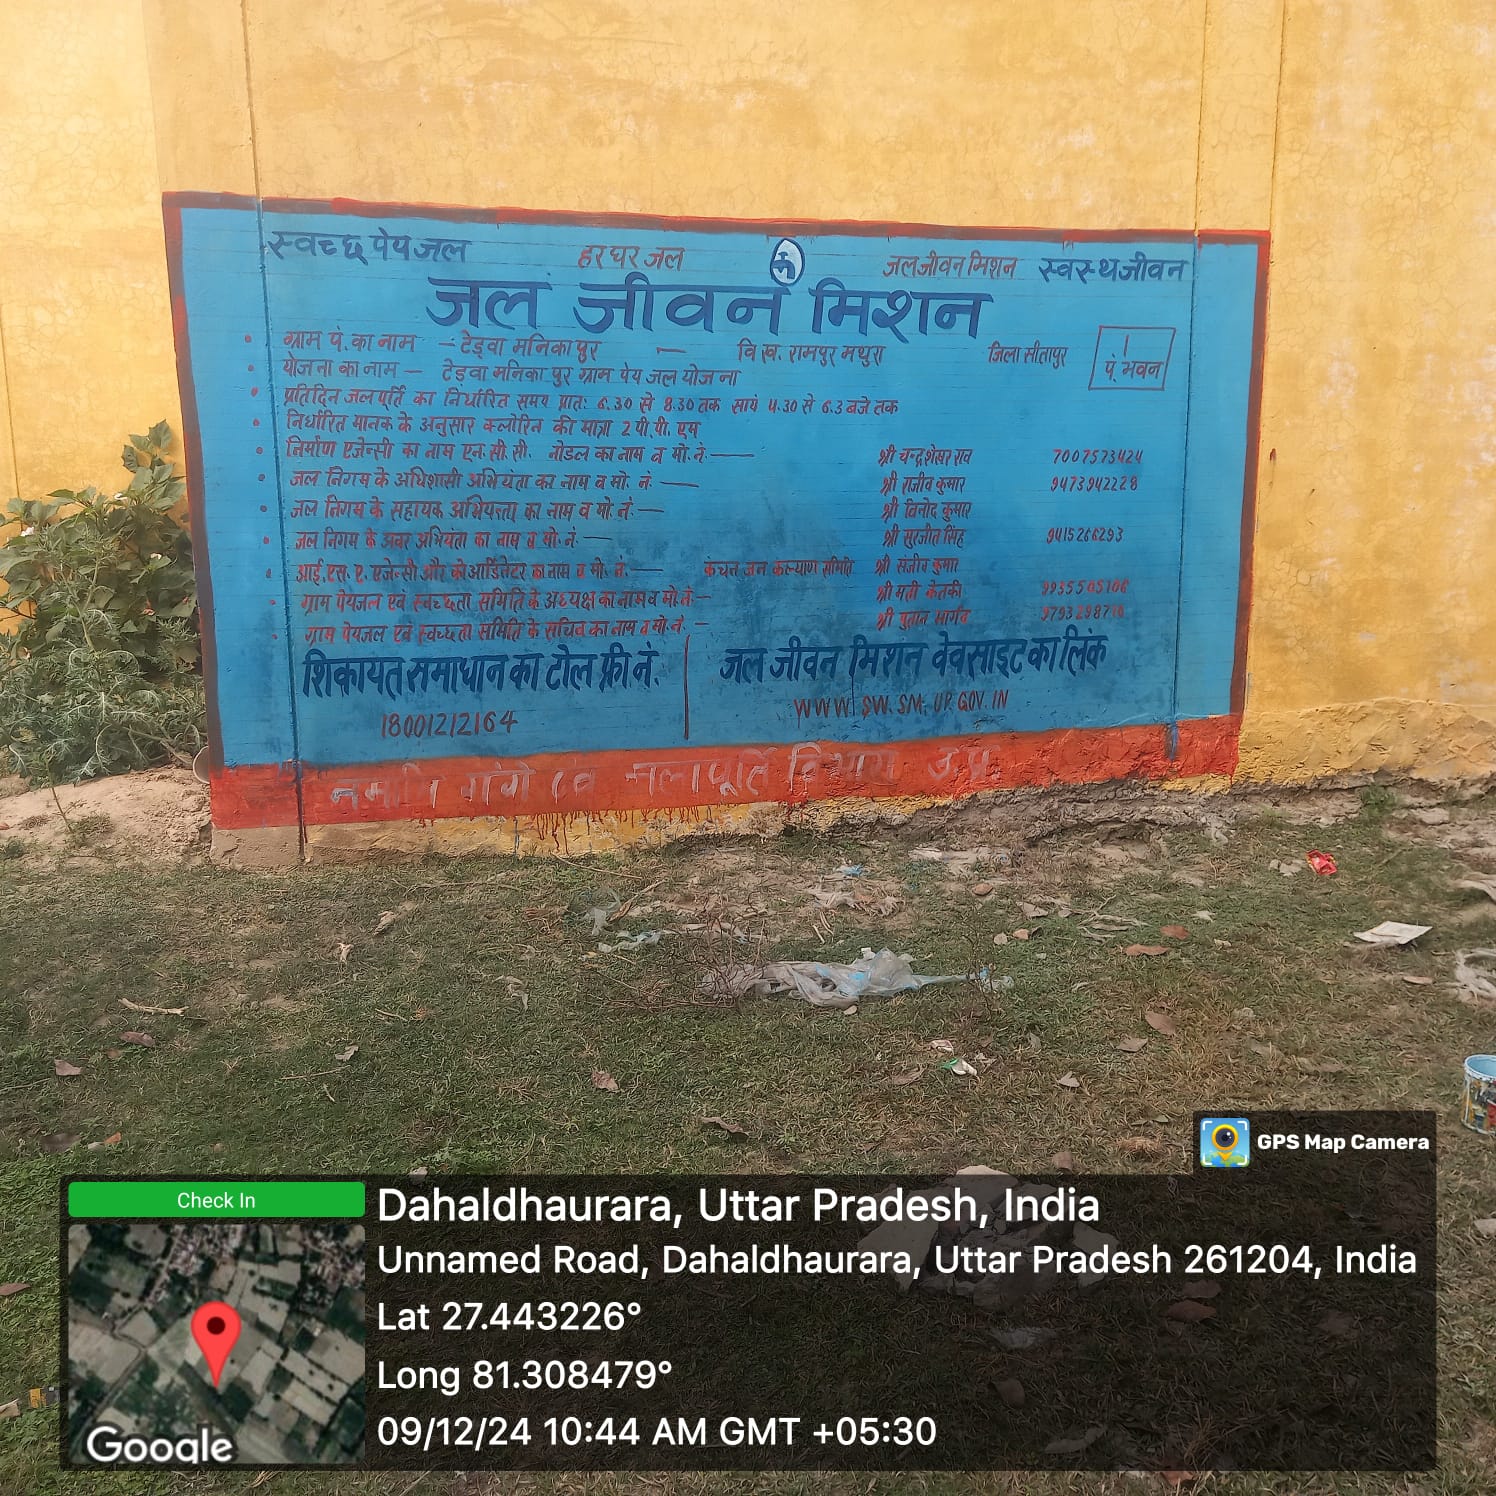 स्वच्छ पेयजल हर घर जल जलजीवन मिशन स्वस्थ जीवन
जल जीवन मिशन
ग्राम पं. का नाम – टेड़वा मनिकापुर – वि.ख. रामपुर मथुरा जिला सीतापुर
पं. भवन
योजना का नाम – टेड़वा मनिकापुर ग्राम पेय जल योजना
प्रतिदिन जलपूर्ति का निर्धारित समय प्रातः 6.30 से 8.30 तक सायं 4.30 से 6.3 बजे तक
निर्धारित मानक के अनुसार क्लोरिन की मात्रा 2 पी.पी. एम
निर्माण एजेन्सी का नाम एन.सी.सी. नोडल का नाम व मो. नं. — श्री चन्द्रशेखर राव 7007573424
जल निगम के अधिशासी अभियंता का नाम व मो. नं. — श्री राजीव कुमार 9473942228
जल निगम के सहायक अभियन्ता का नाम व मो. नं. — श्री विनोद कुमार
जल निगम के अवर अभियंता का नाम व मो. नं. — श्री सुरजीत सिंह 9415266293
आई.एस.ए. एजेन्सी और कोआर्डिनेटर का नाम व मो. नं. — कंचन जन कल्याण समिति श्री संजीव कुमार
ग्राम पेयजल एवं स्वच्छता समिति के अध्यक्ष का नाम व मो. नं. – श्री मती केतकी 9935505106
ग्राम पेयजल एवं स्वच्छता समिति के सचिव का नाम व मो. नं. – श्री भार्गव
शिकायत समाधान का टोल फ्री नं. जल जीवन मिशन वेवसाइट का लिंक
18001212164 WWW. SW. SM. UP. GOV. IN
नमामि गंगे एवं जलापूर्ति विभाग उ.प्र.
GPS Map Camera
Check In
Dahaldhaurara, Uttar Pradesh, India
Unnamed Road, Dahaldhaurara, Uttar Pradesh 261204, India
Lat 27.443226°
Long 81.308479°
09/12/24 10:44 AM GMT +05:30
Google